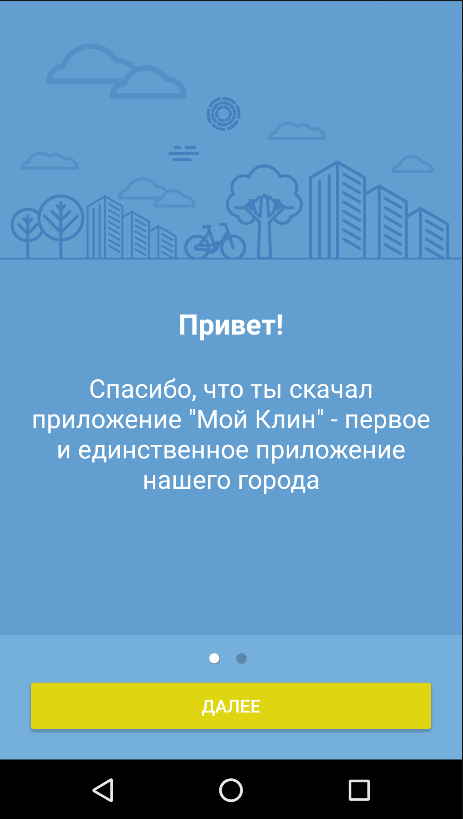 Привет!
Спасибо, что ты скачал
приложение "Мой Клин" - первое
и единственное приложение
нашего города
ДАЛЕЕ